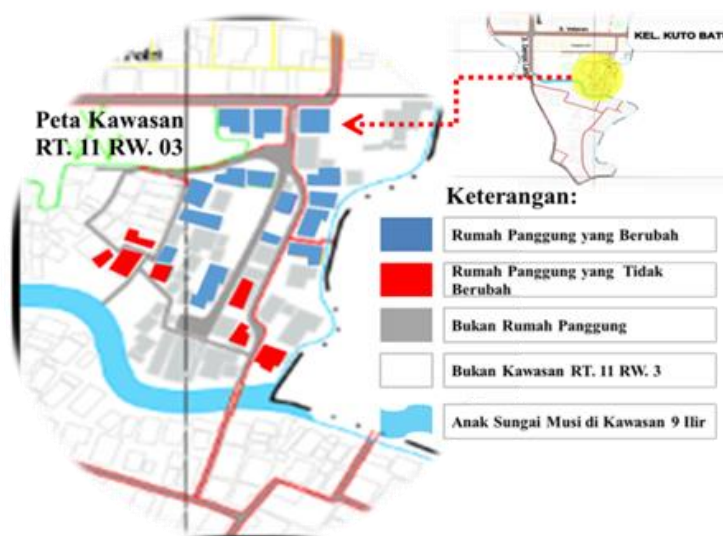 KEL. KUTO BATU
Peta Kawasan
RT. 11 RW. 03
Keterangan:
Rumah Panggung yang Berubah
Rumah Panggung yang Tidak
Berubah
Bukan Rumah Panggung
Bukan Kawasan RT. 11 RW. 3
Anak Sungai Musi di Kawasan 9 Ilir